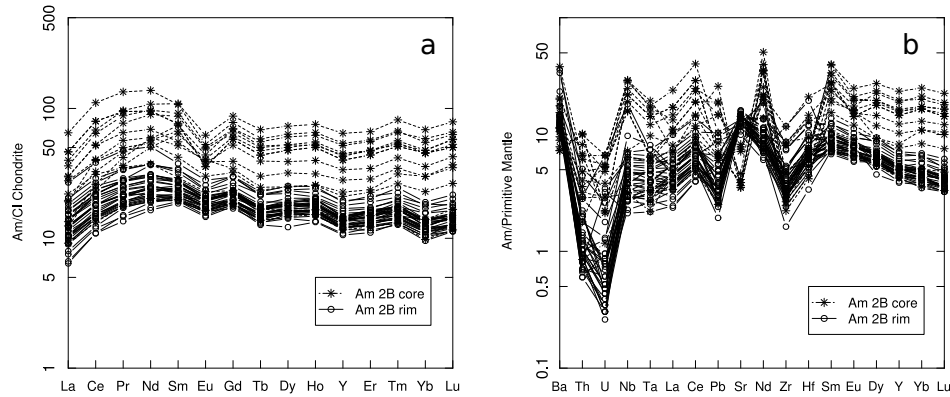 a
Am/CII Chondrite
500
100
50
10
5
1
Am 2B core
Am 2B rim
La Ce Pr Nd Sm Eu Gd Tb Dy Ho Y Er Tm Yb Lu
b
Am/Primitive Mantle
50
10
5
1
0.5
0.1
Am 2B core
Am 2B rim
Ba Th U Nb Ta La Ce Pb Sr Nd Zr Hf Sm Eu Dy Y Yb Lu